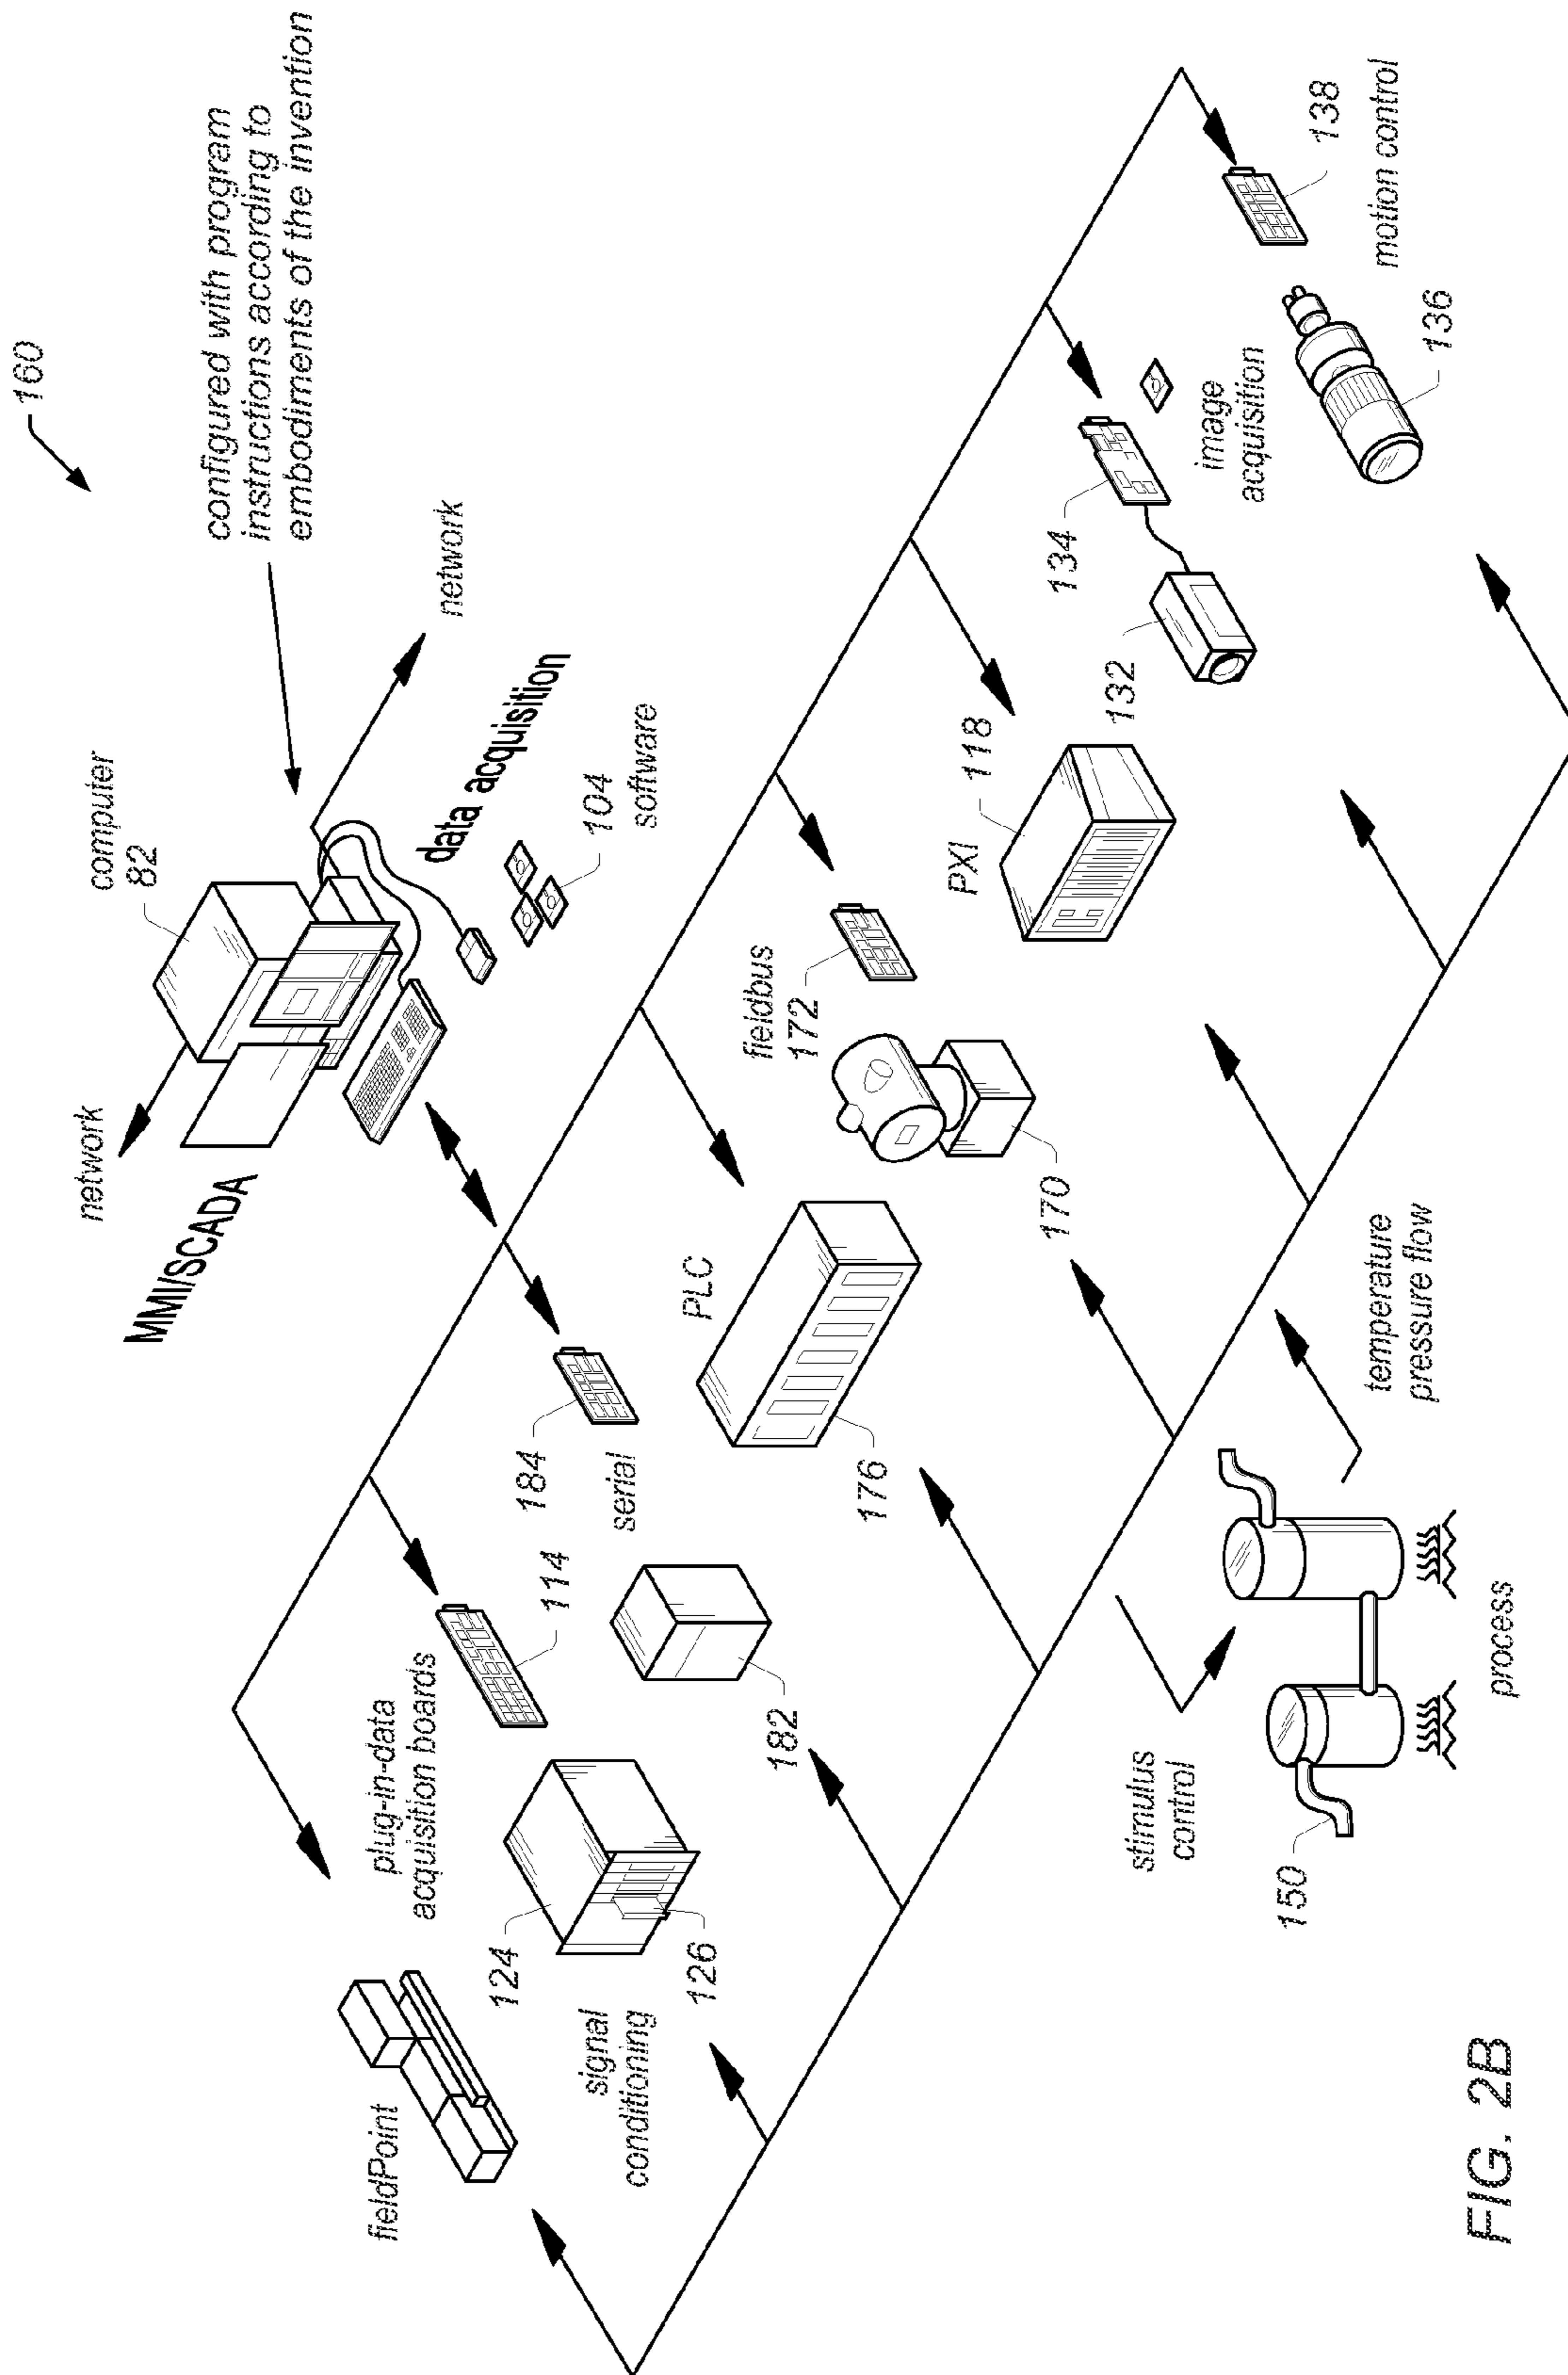 160
configured with program
instructions according to
embodiments of the invention
computer
82
network
network
MMI/SCADA
data acquisition
104
software
fieldPoint
plug-in-data
acquisition boards
114
184
serial
124
126
signal
conditioning
182
PLC
176
fieldbus
172
170
PXI
118
134
132
image
acquisition
138
motion control
136
stimulus
control
150
process
temperature
pressure flow
FIG. 2B